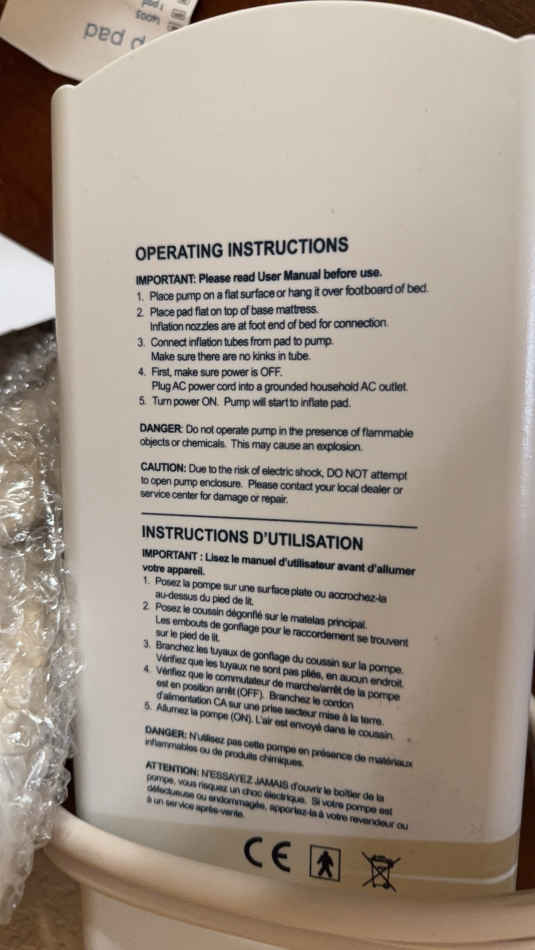 p pad
14005
1 pad
OPERATING INSTRUCTIONS
IMPORTANT: Please read User Manual before use.
1. Place pump on a flat surface or hang it over footboard of bed.
2. Place pad flat on top of base mattress.
Inflation nozzles are at foot end of bed for connection.
3. Connect inflation tubes from pad to pump.
Make sure there are no kinks in tube.
4. First, make sure power is OFF.
Plug AC power cord into a grounded household AC outlet.
5. Turn power ON. Pump will start to inflate pad.
DANGER: Do not operate pump in the presence of flammable
objects or chemicals. This may cause an explosion.
CAUTION: Due to the risk of electric shock, DO NOT attempt
to open pump enclosure. Please contact your local dealer or
service center for damage or repair.
INSTRUCTIONS D'UTILISATION
IMPORTANT : Lisez le manuel d'utilisateur avant d'allumer
votre appareil.
1. Posez la pompe sur une surface plate ou accrochez-la
au-dessus du pied de lit.
2. Posez le coussin dégonflé sur le matelas principal.
Les embouts de gonflage pour le raccordement se trouvent
sur le pied de lit.
3. Branchez les tuyaux de gonflage du coussin sur la pompe.
Vérifiez que les tuyaux ne sont pas pliés, en aucun endroit.
4. Vérifiez que le commutateur de marche/arrêt de la pompe
est en position arrêt (OFF). Branchez le cordon
d'alimentation CA sur une prise secteur mise à la terre.
5. Allumez la pompe (ON). L'air est envoyé dans le coussin.
DANGER: N'utilisez pas cette pompe en présence de matériaux
inflammables ou de produits chimiques.
ATTENTION: N'ESSAYEZ JAMAIS d'ouvrir le boîtier de la
pompe, vous risquez un choc électrique. Si votre pompe est
défectueuse ou endommagée, apportez-la à votre revendeur ou
à un service après-vente.
CE